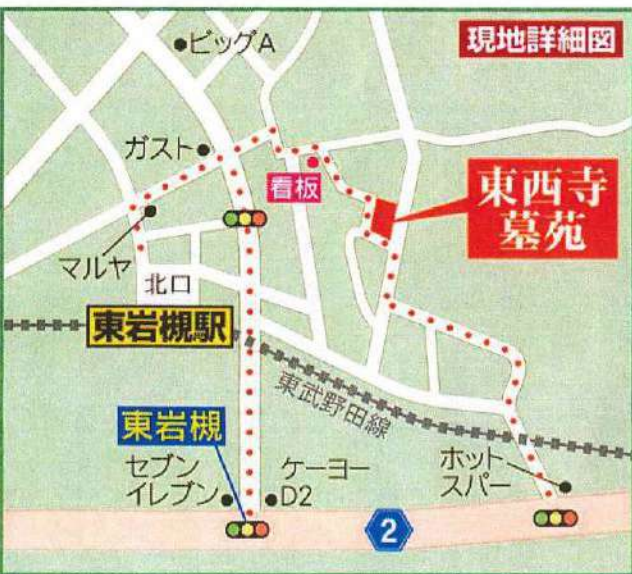 現地詳細図
ビッグA
ガスト
看板
東西寺
墓苑
マルヤ
北口
東岩槻駅
東武野田線
東岩槻
セブン
イレブン
ケーヨー
D2
ホット
スパー
2